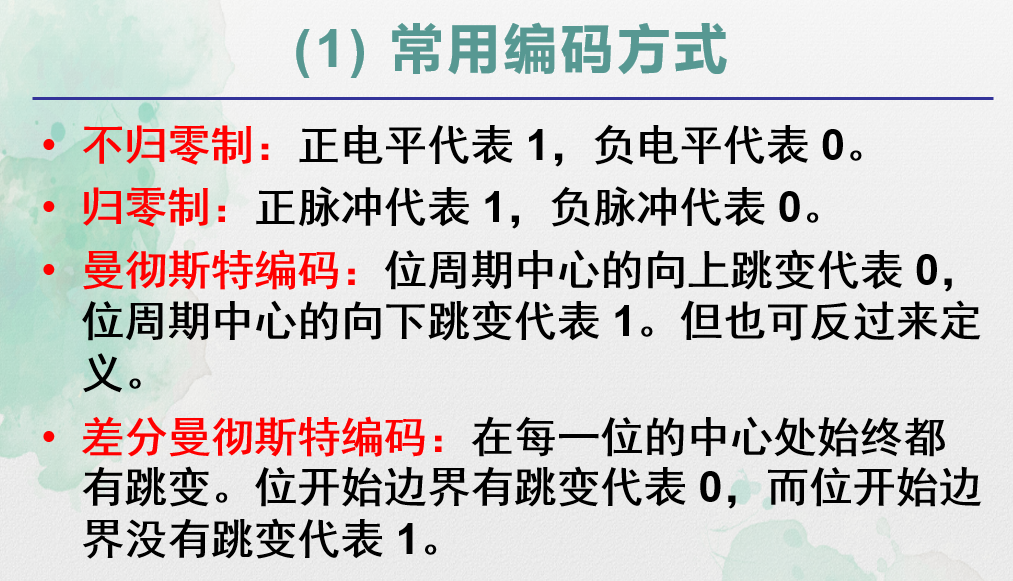 (1) 常用编码方式
• 不归零制：正电平代表 1，负电平代表 0。
• 归零制：正脉冲代表 1，负脉冲代表 0。
• 曼彻斯特编码：位周期中心的向上跳变代表 0，
位周期中心的向下跳变代表 1。但也可反过来定
义。
• 差分曼彻斯特编码：在每一位的中心处始终都
有跳变。位开始边界有跳变代表 0，而位开始边
界没有跳变代表 1。